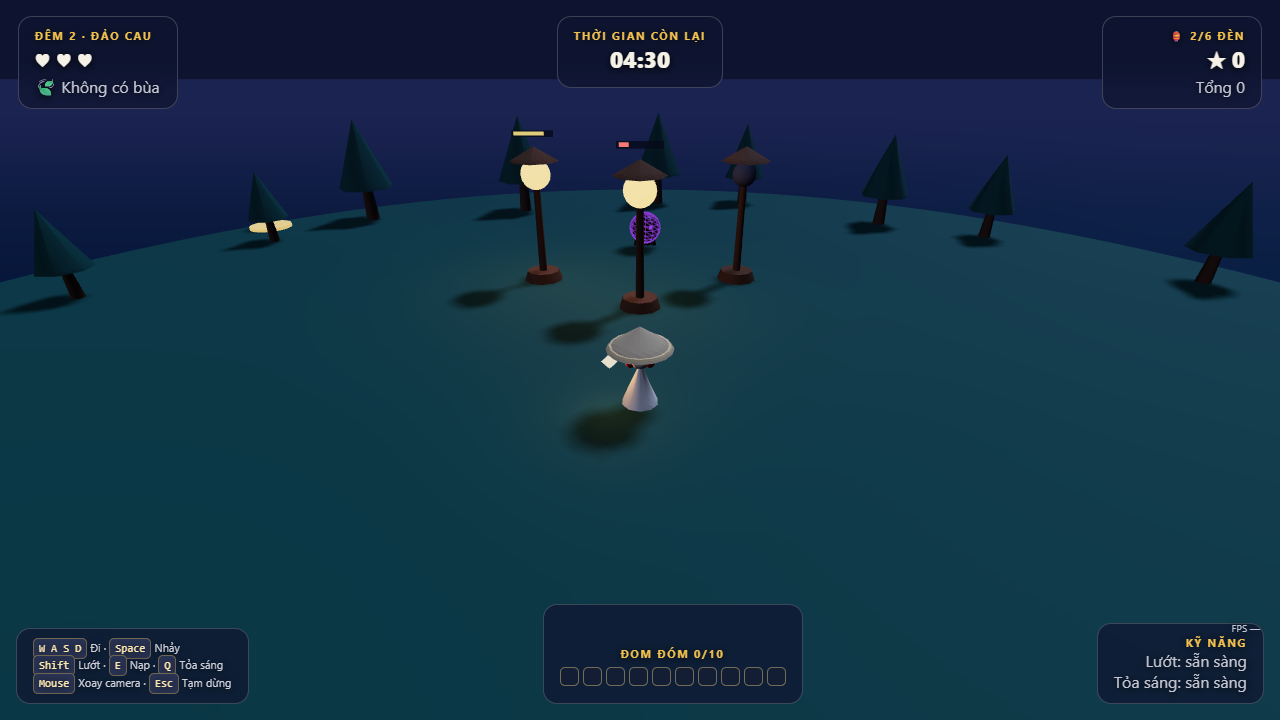 ĐÊM 2 · ĐẢO CAU
Không có bùa
THỜI GIAN CÒN LẠI
04:30
2/6 ĐÈN
★ 0
Tổng 0
W A S D Đi · Space Nhảy
Shift Lướt · E Nạp · Q Tỏa sáng
Mouse Xoay camera · Esc Tạm dừng
ĐOM ĐÓM 0/10
FPS —
KỸ NĂNG
Lướt: sẵn sàng
Tỏa sáng: sẵn sàng